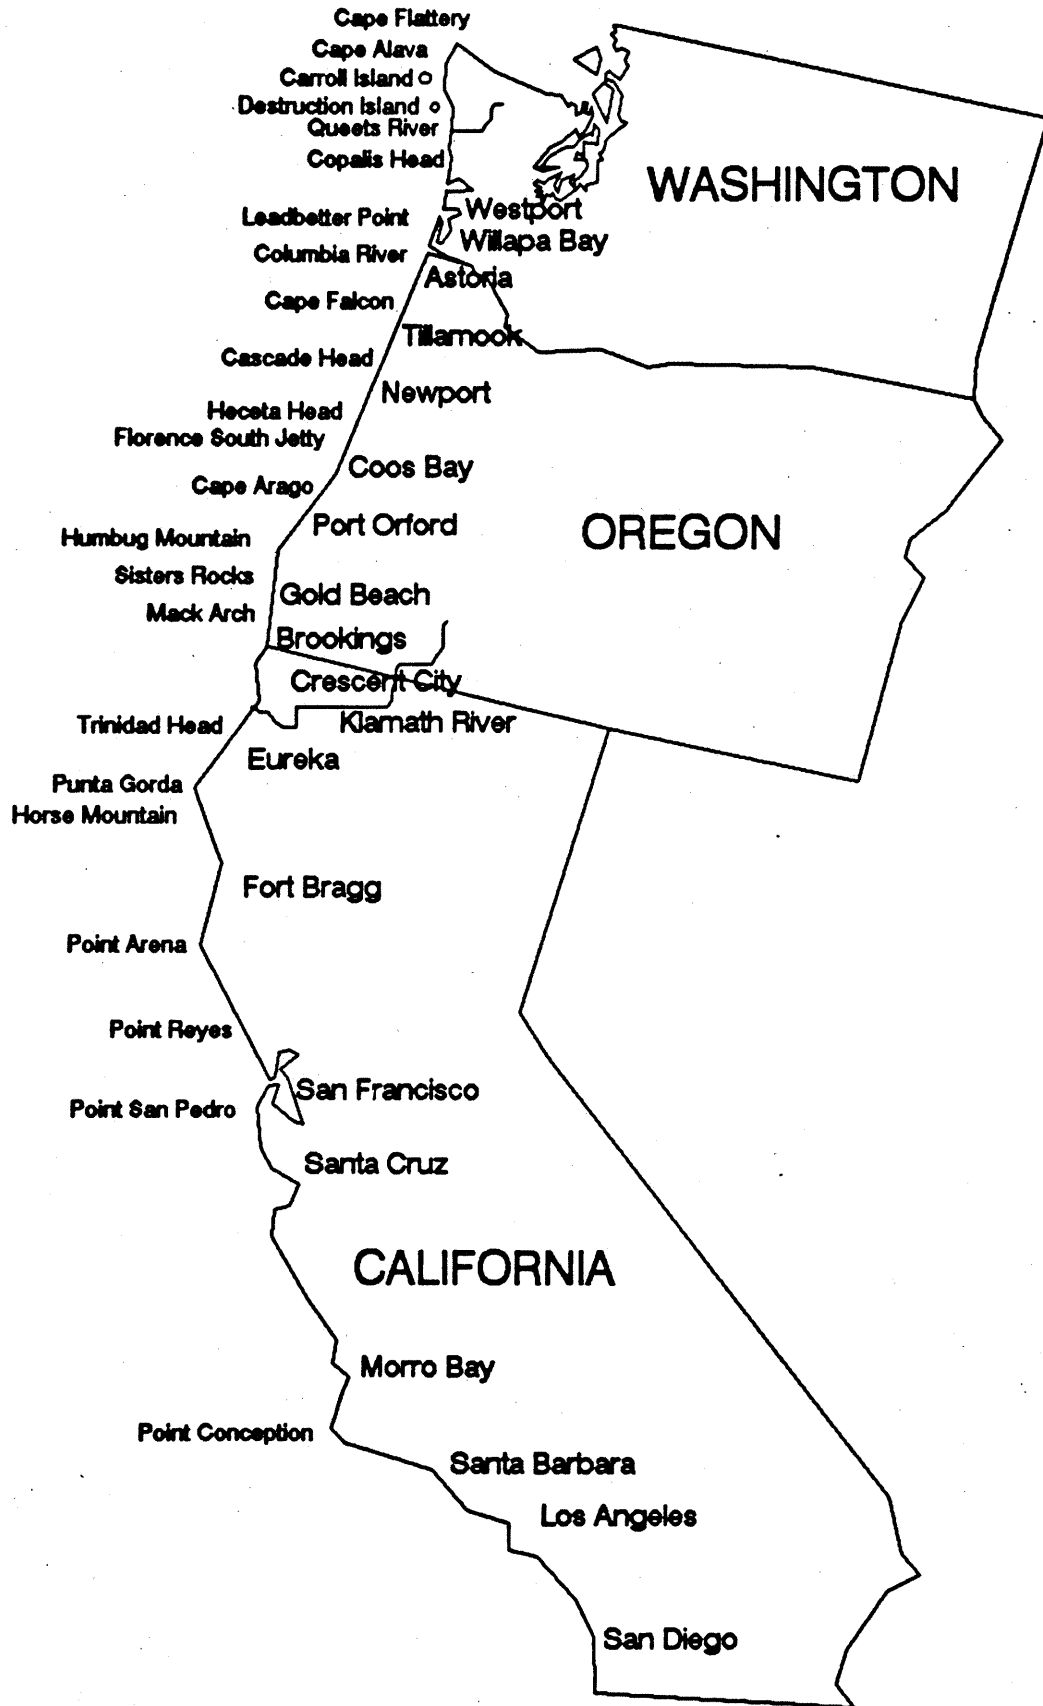 Cape Flattery
Cape Alava
Carroll Island
Destruction Island
Queets River
Copalis Head
WASHINGTON
Leadbetter Point
Westport
Willapa Bay
Columbia River
Astoria
Cape Falcon
Tillamook
Cascade Head
Newport
Heceta Head
Florence South Jetty
Coos Bay
Cape Arago
Port Orford
OREGON
Humbug Mountain
Sisters Rocks
Gold Beach
Mack Arch
Brookings
Crescent City
Trinidad Head
Klamath River
Eureka
Punta Gorda
Horse Mountain
Fort Bragg
Point Arena
Point Reyes
San Francisco
Point San Pedro
Santa Cruz
CALIFORNIA
Morro Bay
Point Conception
Santa Barbara
Los Angeles
San Diego